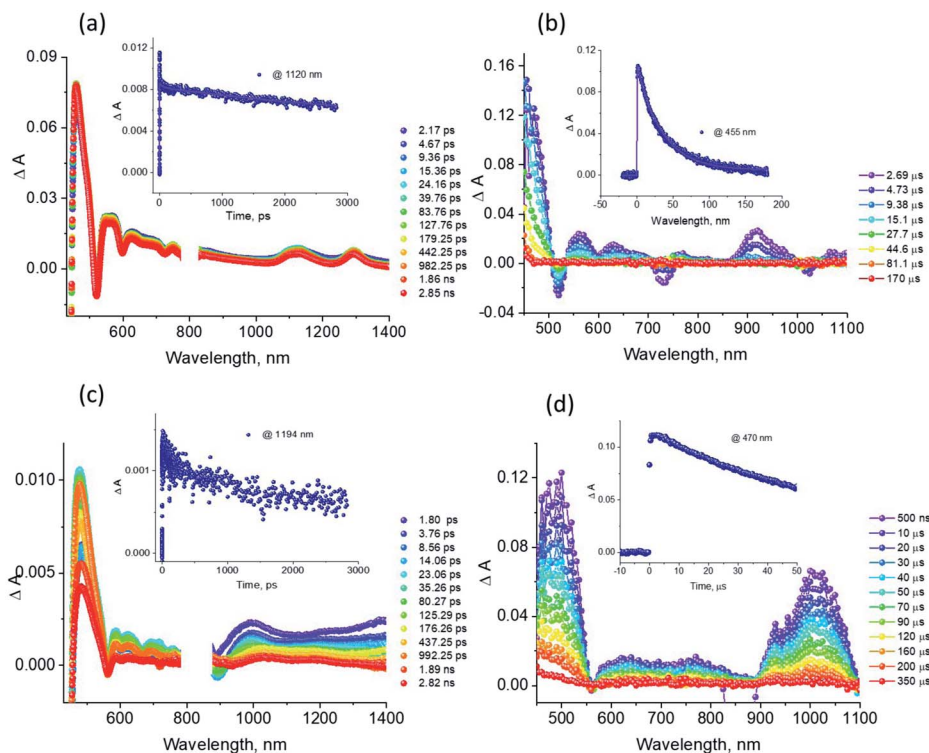 (a)
0.09
0.06
0.03
0.00
Δ A
600 800 1000 1200 1400
Wavelength, nm
0.012
0.008
0.004
0.000
Δ A
@ 1120 nm
0 1000 2000 3000
Time, ps
2.17 ps
4.67 ps
9.36 ps
15.36 ps
24.16 ps
39.76 ps
83.76 ps
127.76 ps
179.25 ps
442.25 ps
982.25 ps
1.86 ns
2.85 ns
(b)
0.16
0.12
0.08
0.04
0.00
-0.04
Δ A
500 600 700 800 900 1000 1100
Wavelength, nm
0.12
0.08
0.04
0.00
Δ A
@ 455 nm
-50 0 50 100 150 200
Wavelength, nm
2.69 μs
4.73 μs
9.38 μs
15.1 μs
27.7 μs
44.6 μs
81.1 μs
170 μs
(c)
0.010
0.005
0.000
Δ A
600 800 1000 1200 1400
Wavelength, nm
0.001
0.000
Δ A
@ 1194 nm
0 1000 2000 3000
Time, ps
1.80 ps
3.76 ps
8.56 ps
14.06 ps
23.06 ps
35.26 ps
80.27 ps
125.29 ps
176.26 ps
437.25 ps
992.25 ps
1.89 ns
2.82 ns
(d)
0.12
0.08
0.04
0.00
Δ A
500 600 700 800 900 1000 1100
Wavelength, nm
0.10
0.05
0.00
Δ A
@ 470 nm
-10 0 10 20 30 40 50
Time, μs
500 ns
10 μs
20 μs
30 μs
40 μs
50 μs
70 μs
90 μs
120 μs
160 μs
200 μs
350 μs